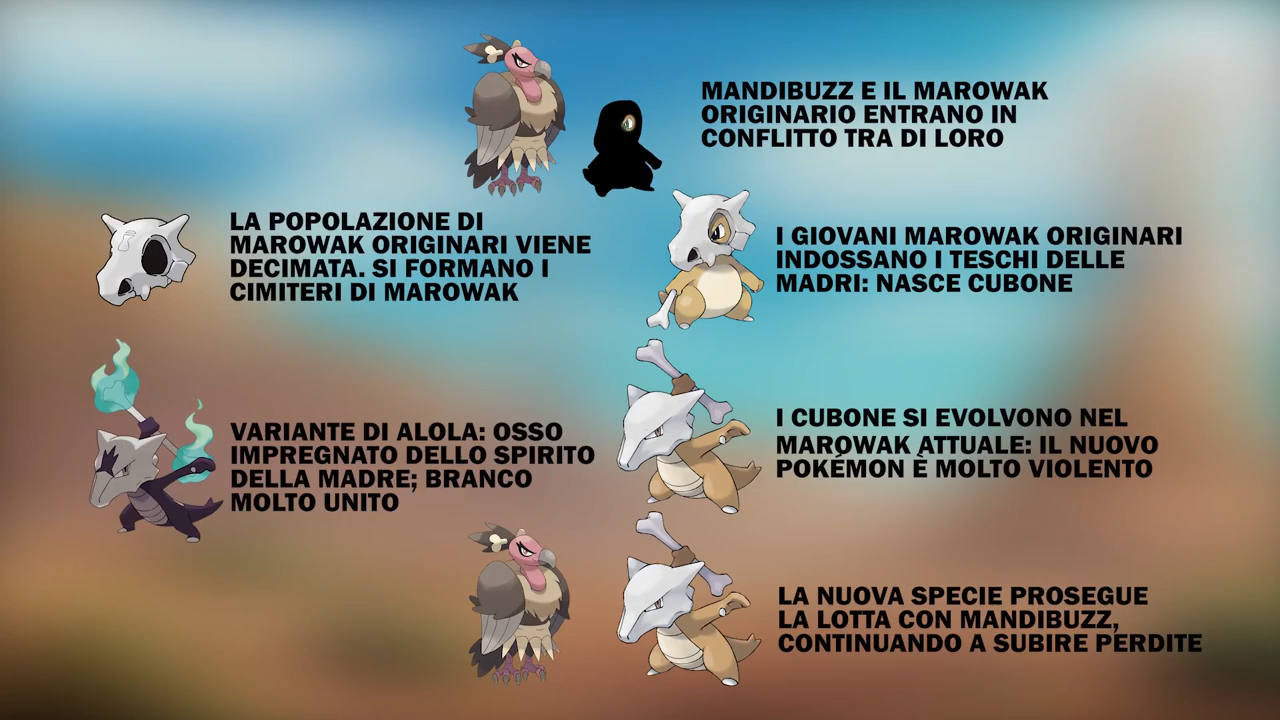 MANDIBUZZ E IL MAROWAK
ORIGINARIO ENTRANO IN
CONFLITTO TRA DI LORO
LA POPOLAZIONE DI
MAROWAK ORIGINARI VIENE
DECIMATA. SI FORMANO I
CIMITERI DI MAROWAK
I GIOVANI MAROWAK ORIGINARI
INDOSSANO I TESCHI DELLE
MADRI: NASCE CUBONE
VARIANTE DI ALOLA: OSSO
IMPREGNATO DELLO SPIRITO
DELLA MADRE; BRANCO
MOLTO UNITO
I CUBONE SI EVOLVONO NEL
MAROWAK ATTUALE: IL NUOVO
POKÉMON È MOLTO VIOLENTO
LA NUOVA SPECIE PROSEGUE
LA LOTTA CON MANDIBUZZ,
CONTINUANDO A SUBIRE PERDITE